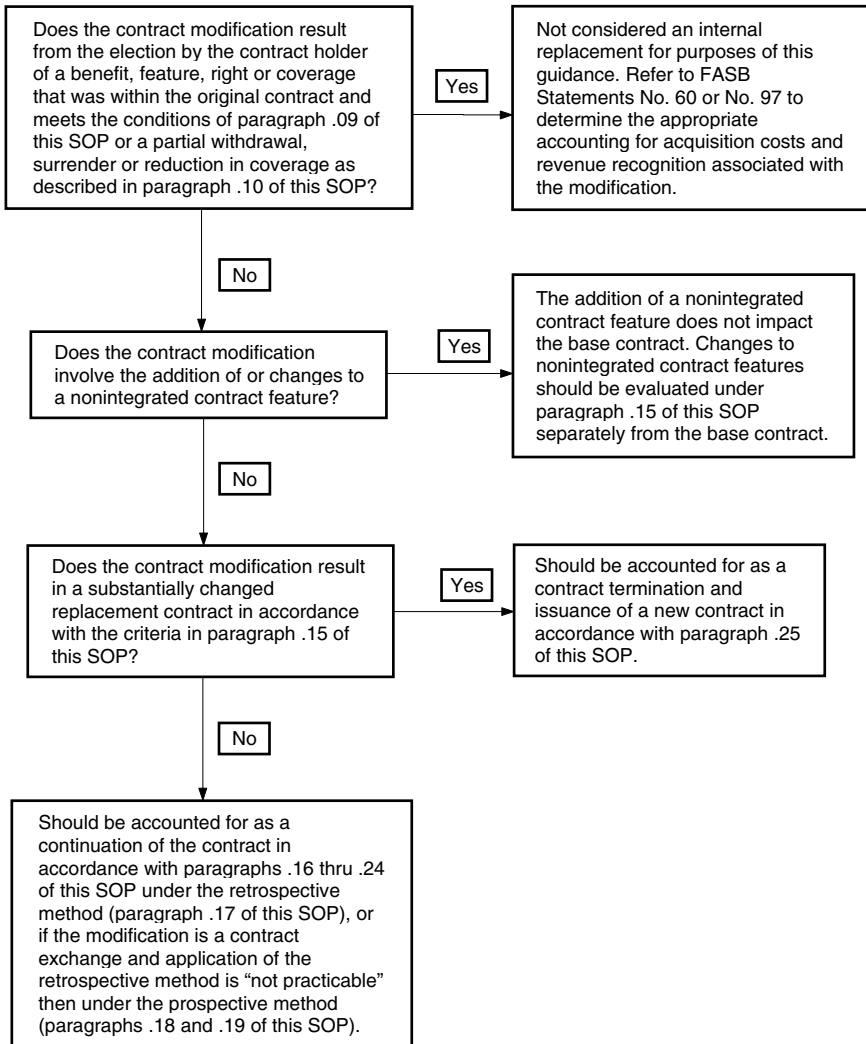 Does the contract modification result
from the election by the contract holder
of a benefit, feature, right or coverage
that was within the original contract and
meets the conditions of paragraph .09 of
this SOP or a partial withdrawal,
surrender or reduction in coverage as
described in paragraph .10 of this SOP?
Yes
Not considered an internal
replacement for purposes of this
guidance. Refer to FASB
Statements No. 60 or No. 97 to
determine the appropriate
accounting for acquisition costs and
revenue recognition associated with
the modification.
No
Does the contract modification
involve the addition of or changes to
a nonintegrated contract feature?
Yes
The addition of a nonintegrated
contract feature does not impact
the base contract. Changes to
nonintegrated contract features
should be evaluated under
paragraph .15 of this SOP
separately from the base contract.
No
Does the contract modification result
in a substantially changed
replacement contract in accordance
with the criteria in paragraph .15 of
this SOP?
Yes
Should be accounted for as a
contract termination and
issuance of a new contract in
accordance with paragraph .25
of this SOP.
No
Should be accounted for as a
continuation of the contract in
accordance with paragraphs .16 thru .24
of this SOP under the retrospective
method (paragraph .17 of this SOP), or
if the modification is a contract
exchange and application of the
retrospective method is “not practicable”
then under the prospective method
(paragraphs .18 and .19 of this SOP).